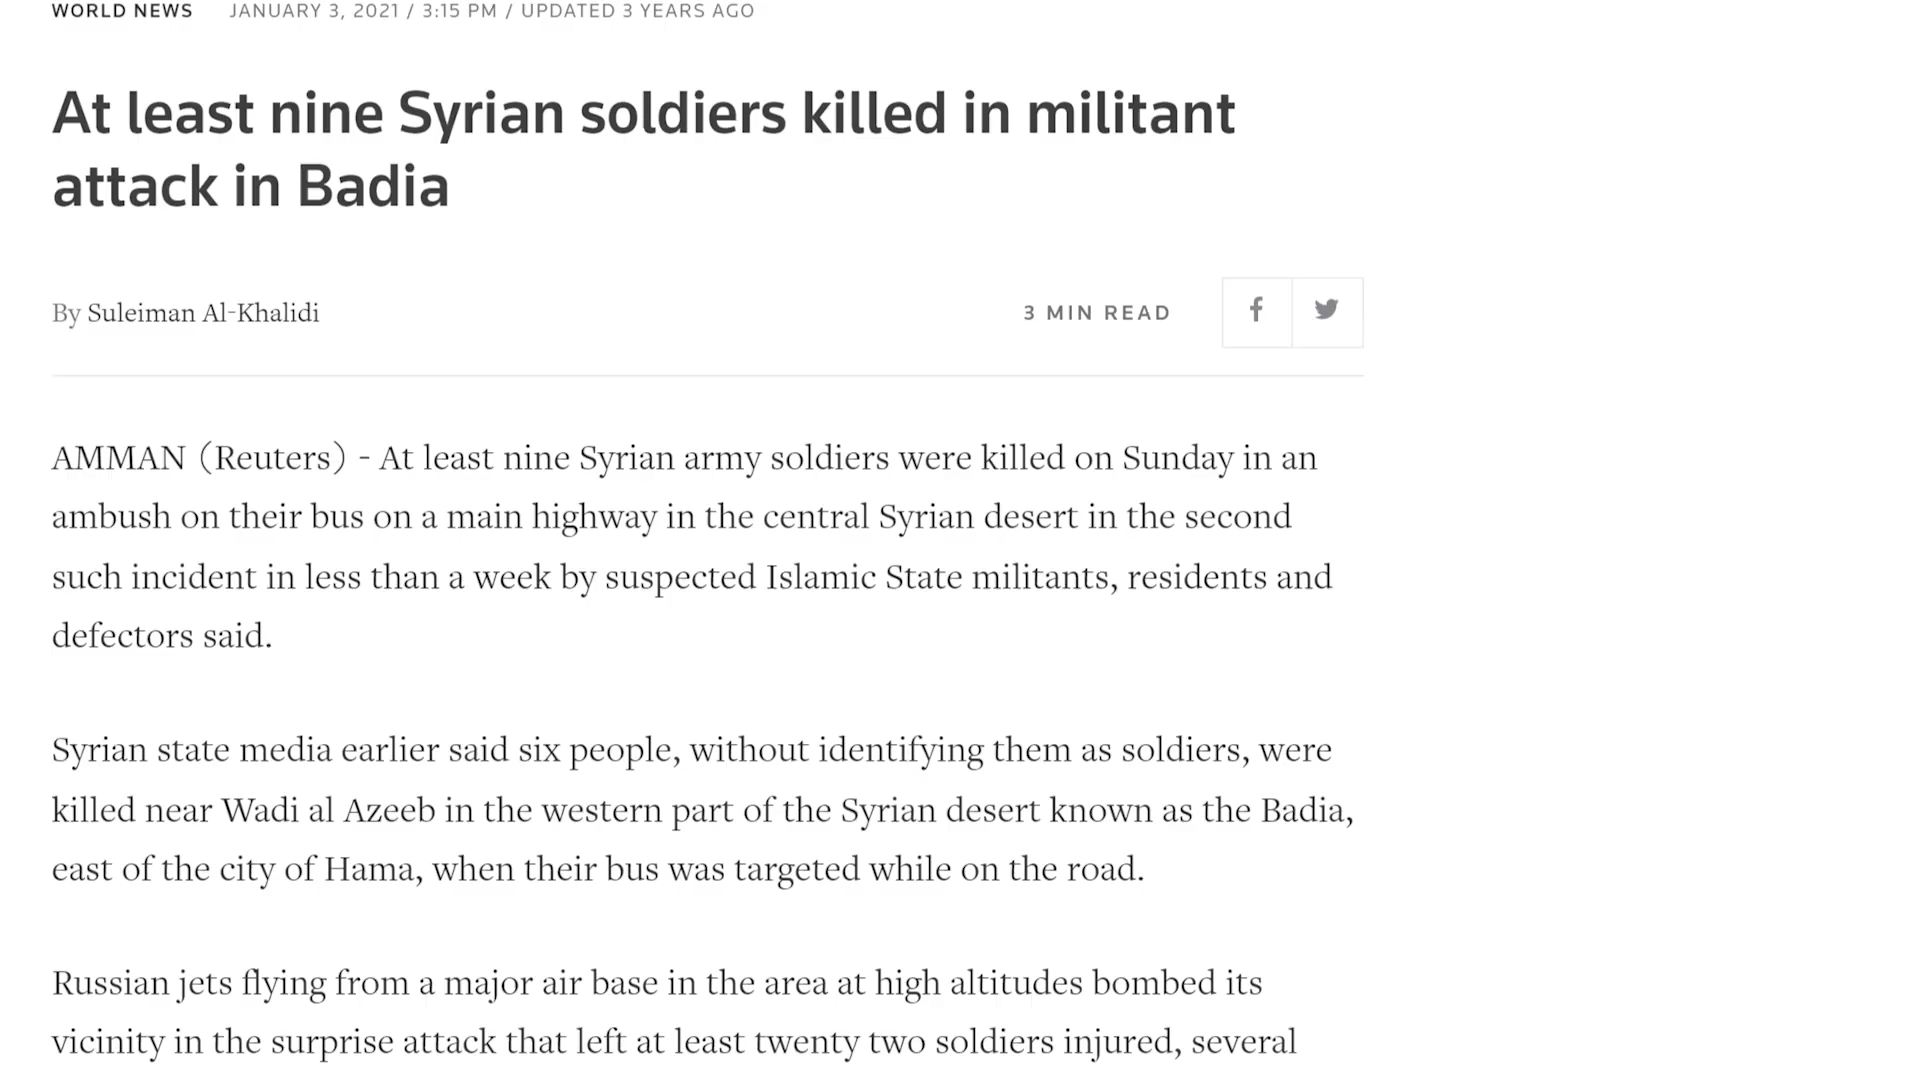 WORLD NEWS JANUARY 3, 2021 / 3:15 PM / UPDATED 3 YEARS AGO
At least nine Syrian soldiers killed in militant
attack in Badia
By Suleiman Al-Khalidi 3 MIN READ
AMMAN (Reuters) - At least nine Syrian army soldiers were killed on Sunday in an
ambush on their bus on a main highway in the central Syrian desert in the second
such incident in less than a week by suspected Islamic State militants, residents and
defectors said.
Syrian state media earlier said six people, without identifying them as soldiers, were
killed near Wadi al Azeeb in the western part of the Syrian desert known as the Badia,
east of the city of Hama, when their bus was targeted while on the road.
Russian jets flying from a major air base in the area at high altitudes bombed its
vicinity in the surprise attack that left at least twenty two soldiers injured, several